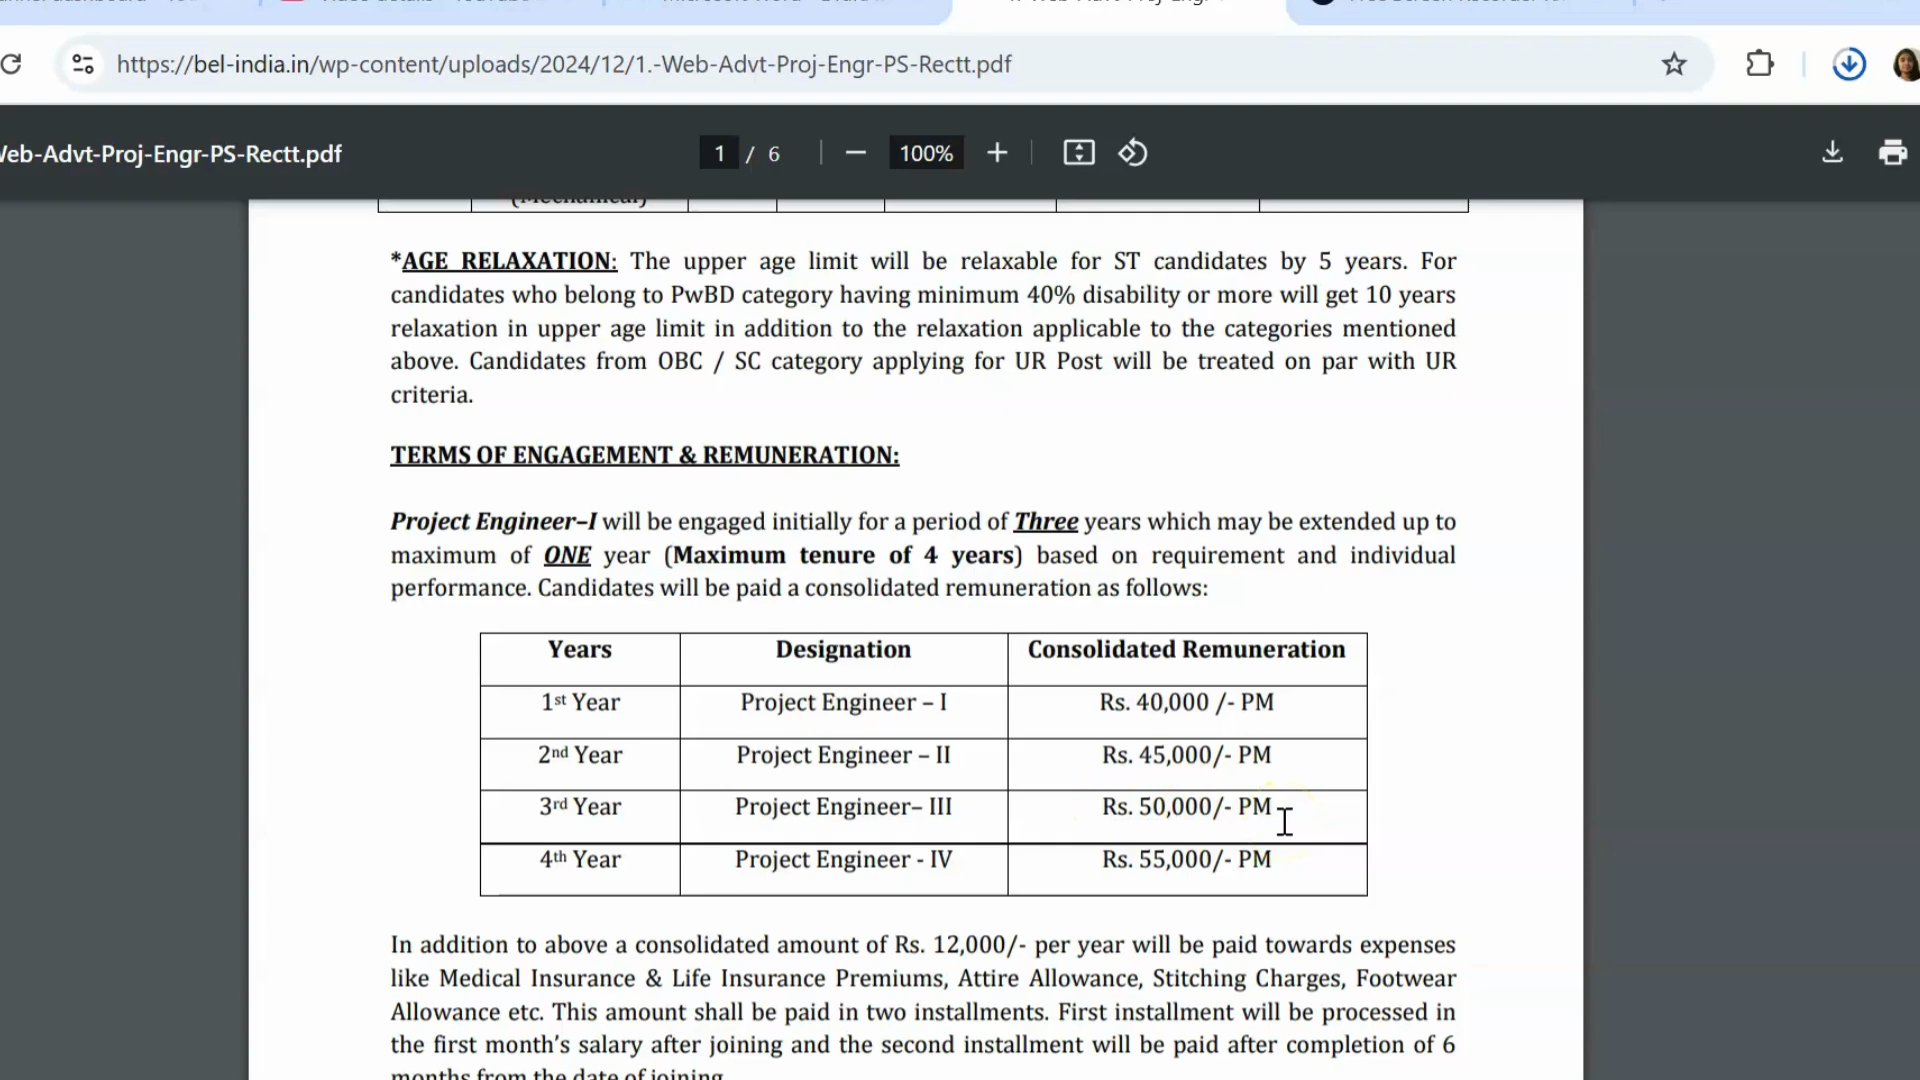 https://bel-india.in/wp-content/uploads/2024/12/1.-Web-Advt-Proj-Engr-PS-Rectt.pdf
Web-Advt-Proj-Engr-PS-Rectt.pdf
1 / 6
100%
(Mechanical)
*AGE RELAXATION: The upper age limit will be relaxable for ST candidates by 5 years. For
candidates who belong to PwBD category having minimum 40% disability or more will get 10 years
relaxation in upper age limit in addition to the relaxation applicable to the categories mentioned
above. Candidates from OBC / SC category applying for UR Post will be treated on par with UR
criteria.
TERMS OF ENGAGEMENT & REMUNERATION:
Project Engineer–I will be engaged initially for a period of Three years which may be extended up to
maximum of ONE year (Maximum tenure of 4 years) based on requirement and individual
performance. Candidates will be paid a consolidated remuneration as follows:
Years Designation Consolidated Remuneration
1st Year Project Engineer – I Rs. 40,000 /- PM
2nd Year Project Engineer – II Rs. 45,000/- PM
3rd Year Project Engineer– III Rs. 50,000/- PM
4th Year Project Engineer - IV Rs. 55,000/- PM
In addition to above a consolidated amount of Rs. 12,000/- per year will be paid towards expenses
like Medical Insurance & Life Insurance Premiums, Attire Allowance, Stitching Charges, Footwear
Allowance etc. This amount shall be paid in two installments. First installment will be processed in
the first month's salary after joining and the second installment will be paid after completion of 6
months from the date of joining.